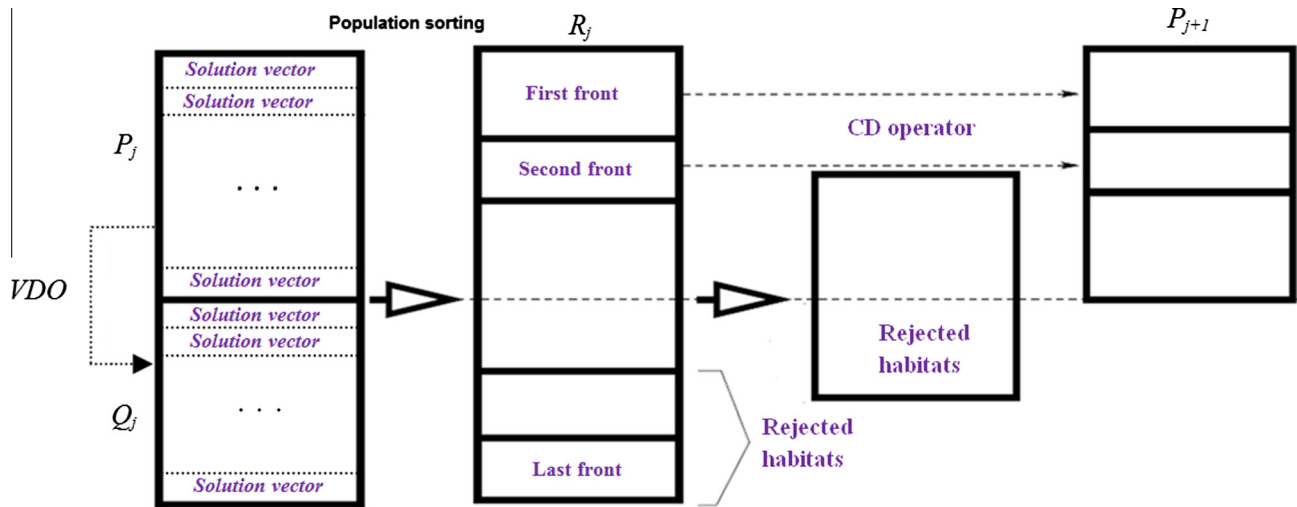 Population sorting
R_j
P_{j+1}
Solution vector
Solution vector
First front
CD operator
P_j
Second front
. . .
Solution vector
VDO
Solution vector
Solution vector
Rejected
habitats
Q_j
. . .
Rejected
habitats
Last front
Solution vector